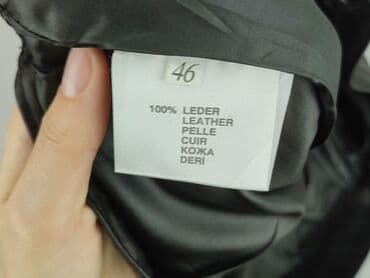 46
100% LEDER
LEATHER
PELLE
CUIR
КОЖА
DERİ